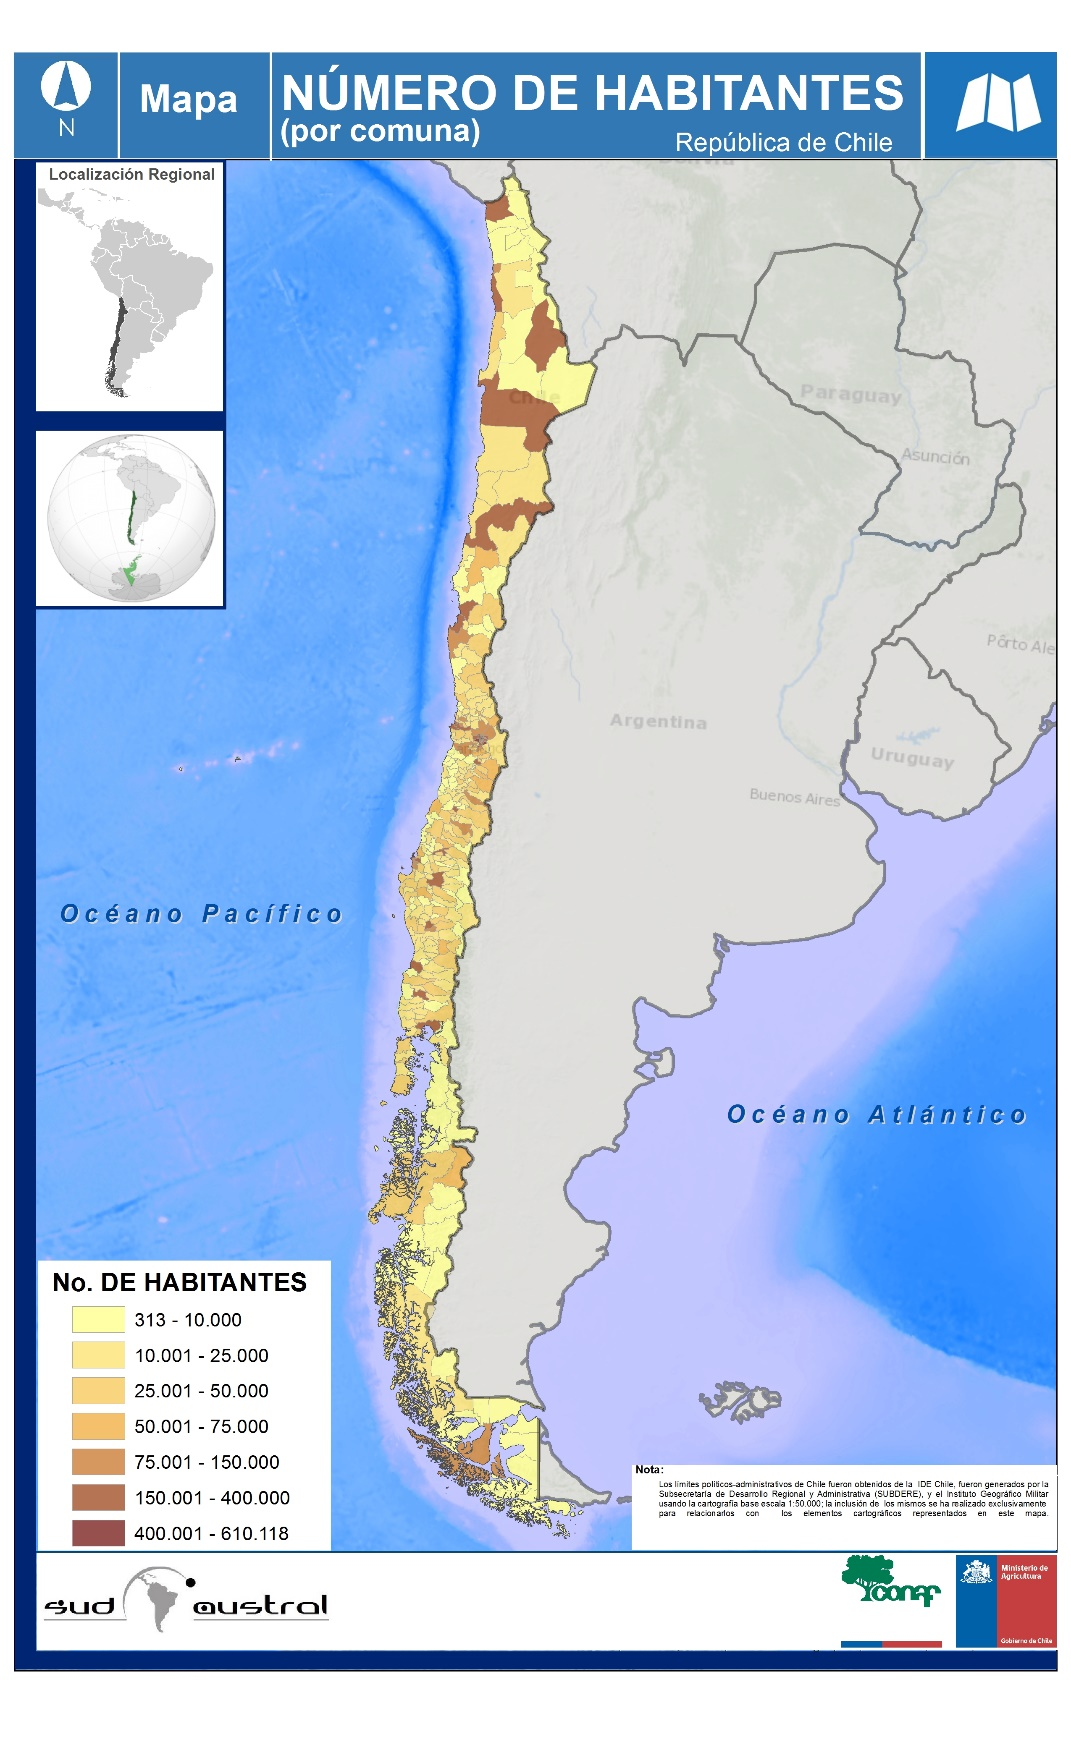 N
Mapa
NÚMERO DE HABITANTES
(por comuna)
República de Chile
Localización Regional
Bolivia
Chile
Paraguay
Asunción
Pôrto Ale
Argentina
Uruguay
Buenos Aires
Océano Pacífico
Océano Atlántico
No. DE HABITANTES
313 - 10.000
10.001 - 25.000
25.001 - 50.000
50.001 - 75.000
75.001 - 150.000
150.001 - 400.000
400.001 - 610.118
Nota:
Los límites políticos-administrativos de Chile fueron obtenidos de la IDE Chile, fueron generados por la
Subsecretaría de Desarrollo Regional y Administrativa (SUBDERE), y el Instituto Geográfico Militar
usando la cartografía base escala 1:50.000; la inclusión de los mismos se ha realizado exclusivamente
para relacionarlos con los elementos cartográficos representados en este mapa.
sud austral
conaf
Ministerio de
Agricultura
Gobierno de Chile